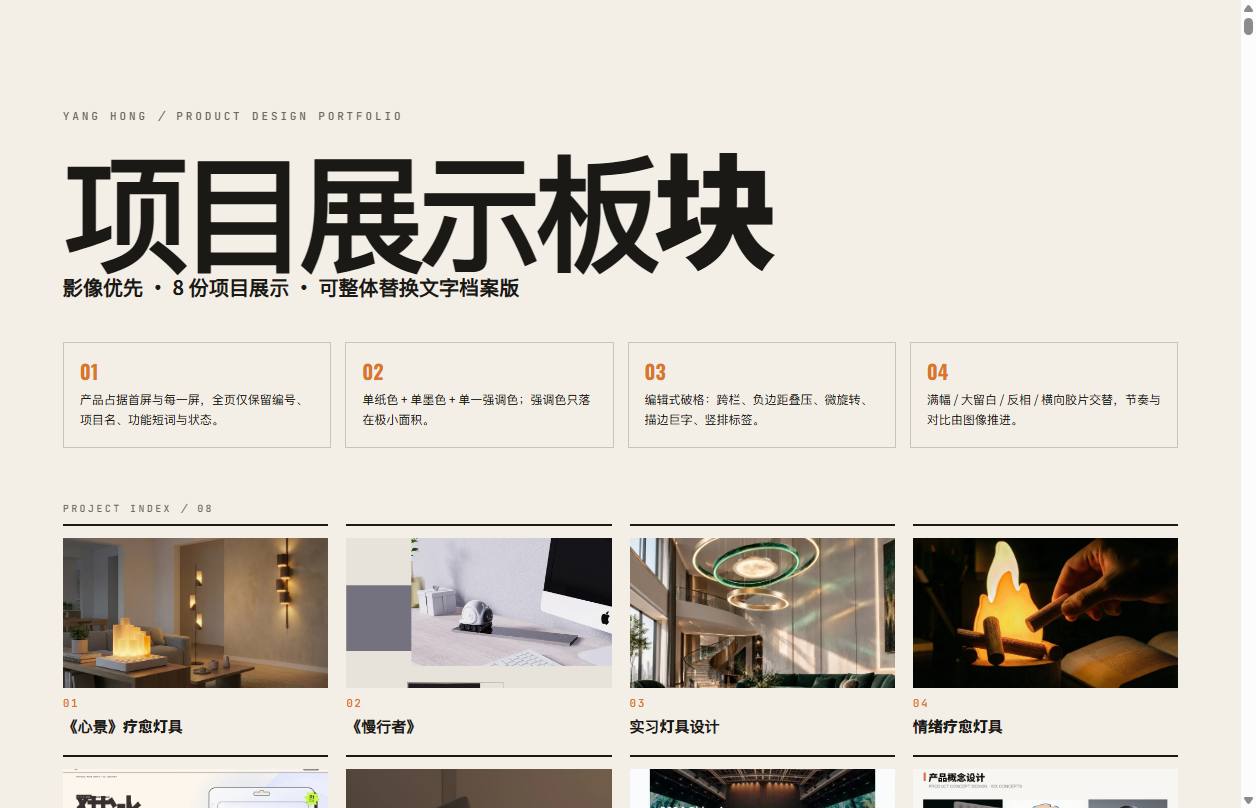 YANG HONG / PRODUCT DESIGN PORTFOLIO
项目展示板块
影像优先 · 8 份项目展示 · 可整体替换文字档案版
01
产品占据首屏与每一屏，全页仅保留编号、
项目名、功能短词与状态。
02
单纸色 + 单墨色 + 单一强调色；强调色只落
在极小面积。
03
编辑式破格：跨栏、负边距叠压、微旋转、
描边巨字、竖排标签。
04
满幅 / 大留白 / 反相 / 横向胶片交替，节奏与
对比由图像推进。
PROJECT INDEX / 08
01
《心景》疗愈灯具
02
《慢行者》
03
实习灯具设计
04
情绪疗愈灯具
产品概念设计